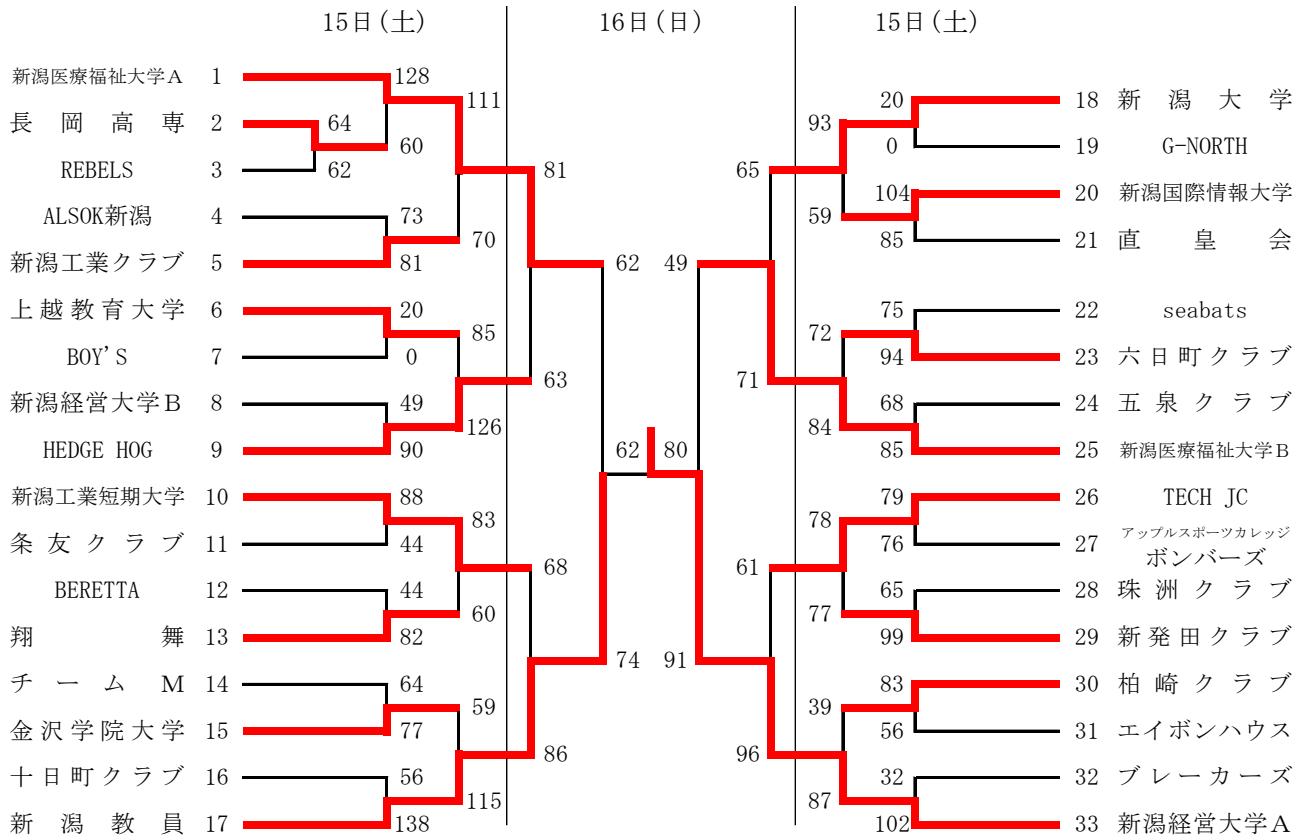 15日(土) 16日(日) 15日(土)
新潟医療福祉大学A 1 128
111
20 18 新潟大学
長岡高専 2 64
93
60
0 19 G-NORTH
REBELS 3 62
81 65
104 20 新潟国際情報大学
ALSOK新潟 4 73
59
70
85 21 直皇会
新潟工業クラブ 5 81
62 49
上越教育大学 6 20
75 22 seabats
85 72
BOY'S 7 0
94 23 六日町クラブ
63 71
新潟経営大学B 8 49
68 24 五泉クラブ
126 84
HEDGE HOG 9 90
62 80
85 25 新潟医療福祉大学B
新潟工業短期大学 10 88
79 26 TECH JC
83 78
条友クラブ 11 44
76 27 アップルスポーツカレッジ
ボンバーズ
68 61
BERETTA 12 44
65 28 珠洲クラブ
60 77
翔舞 13 82
99 29 新発田クラブ
74 91
チームM 14 64
83 30 柏崎クラブ
59 39
金沢学院大学 15 77
56 31 エイボンハウス
86 96
十日町クラブ 16 56
32 32 ブレーカーズ
115 87
新潟教員 17 138
102 33 新潟経営大学A